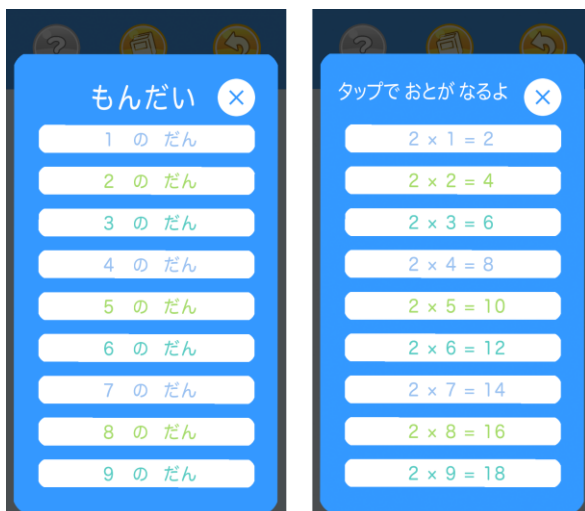 もんだい
1 の だん
2 の だん
3 の だん
4 の だん
5 の だん
6 の だん
7 の だん
8 の だん
9 の だん
タップで おとが なるよ
2 × 1 = 2
2 × 2 = 4
2 × 3 = 6
2 × 4 = 8
2 × 5 = 10
2 × 6 = 12
2 × 7 = 14
2 × 8 = 16
2 × 9 = 18